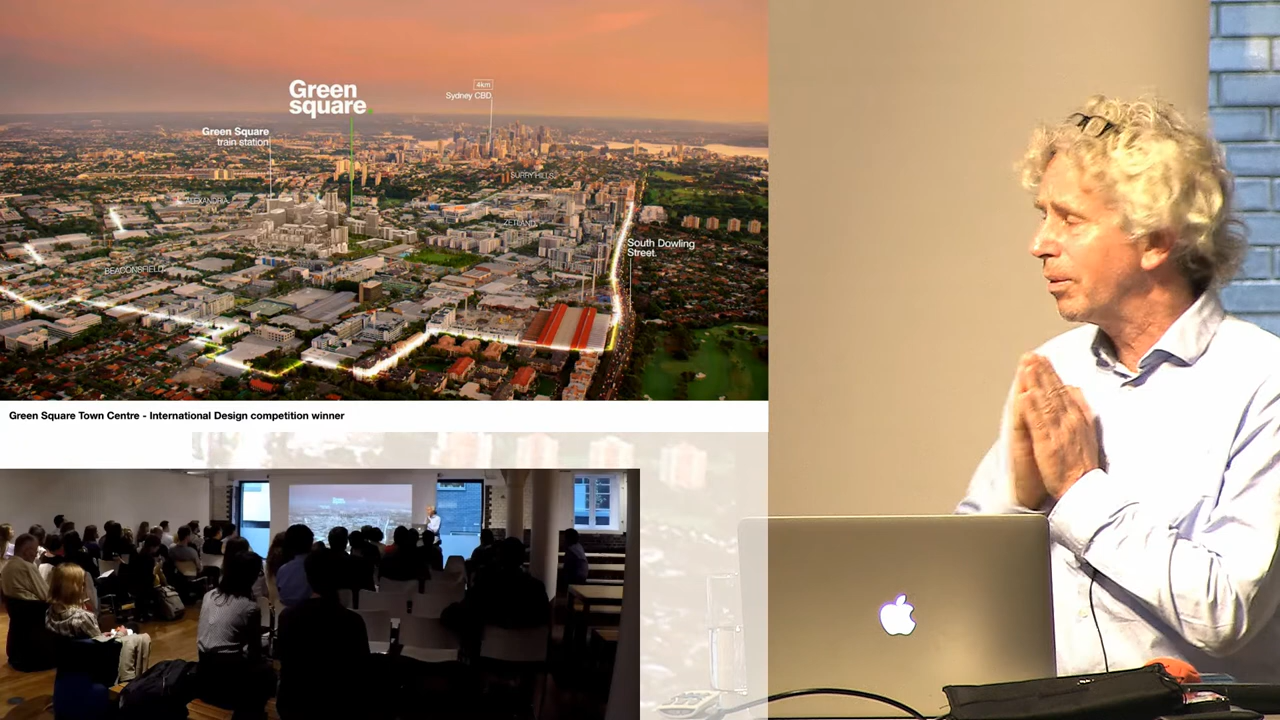 Green
square
4km
Sydney CBD.
Green Square
train station
SURRY HILLS
ALEXANDRIA
ZETLAND
South Dowling
Street.
BEACONSFIELD
Green Square Town Centre - International Design competition winner